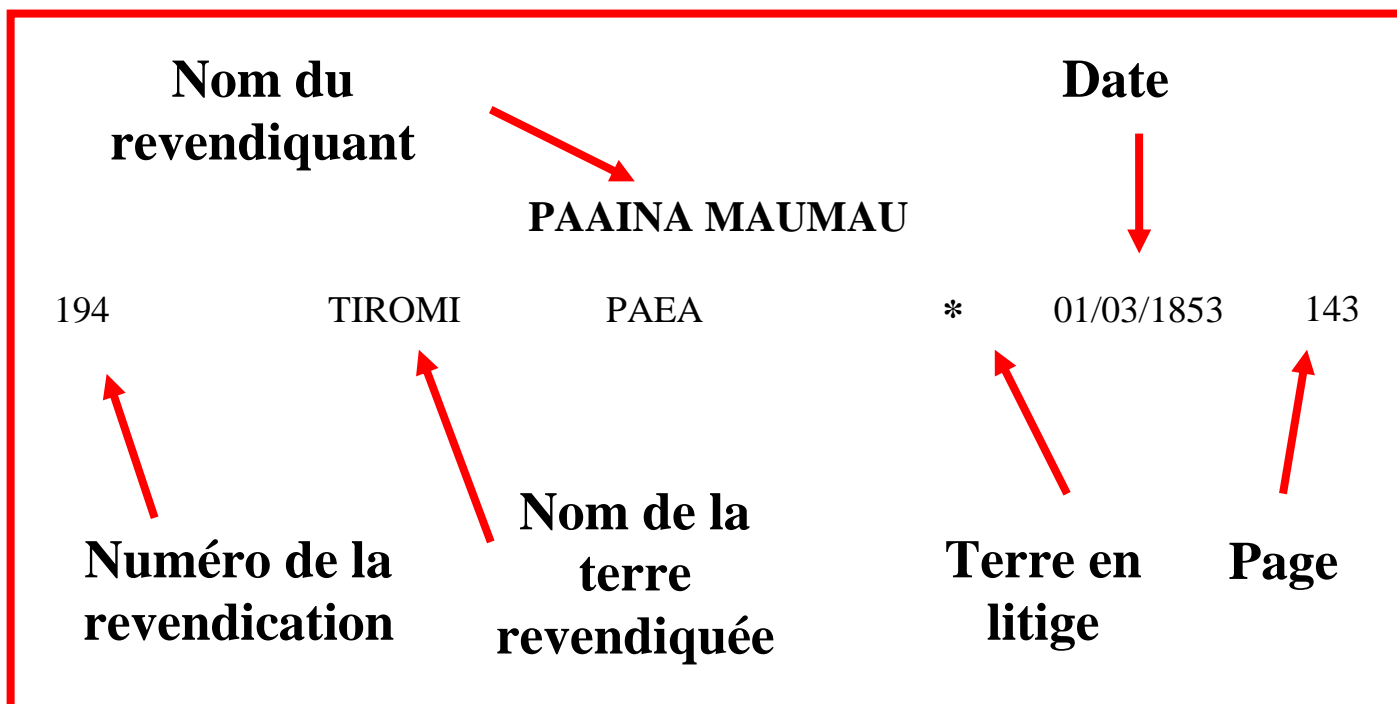 Nom du
revendiquant
Date
PAAINA MAUMAU
194 TIROMI PAEA * 01/03/1853 143
Numéro de la
revendication
Nom de la
terre
revendiquée
Terre en
litige
Page